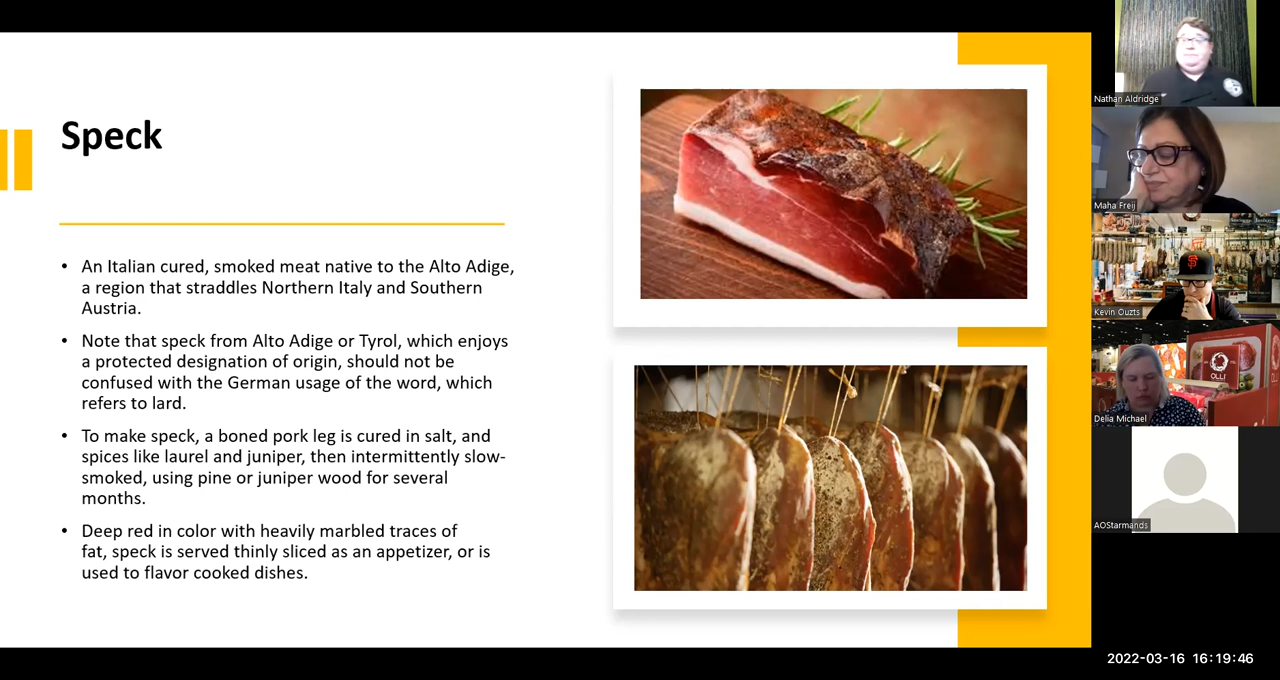 Speck
• An Italian cured, smoked meat native to the Alto Adige,
a region that straddles Northern Italy and Southern
Austria.
• Note that speck from Alto Adige or Tyrol, which enjoys
a protected designation of origin, should not be
confused with the German usage of the word, which
refers to lard.
• To make speck, a boned pork leg is cured in salt, and
spices like laurel and juniper, then intermittently slow-
smoked, using pine or juniper wood for several
months.
• Deep red in color with heavily marbled traces of
fat, speck is served thinly sliced as an appetizer, or is
used to flavor cooked dishes.
Nathan Aldridge
Maha Freij
Kevin Ouzts
OLLI
Delia Michael
AOStarmands
2022-03-16 16:19:46